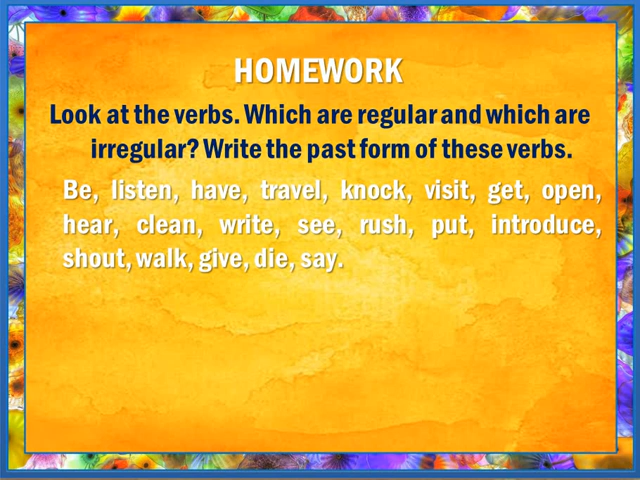 HOMEWORK
Look at the verbs. Which are regular and which are
irregular? Write the past form of these verbs.
Be, listen, have, travel, knock, visit, get, open,
hear, clean, write, see, rush, put, introduce,
shout, walk, give, die, say.